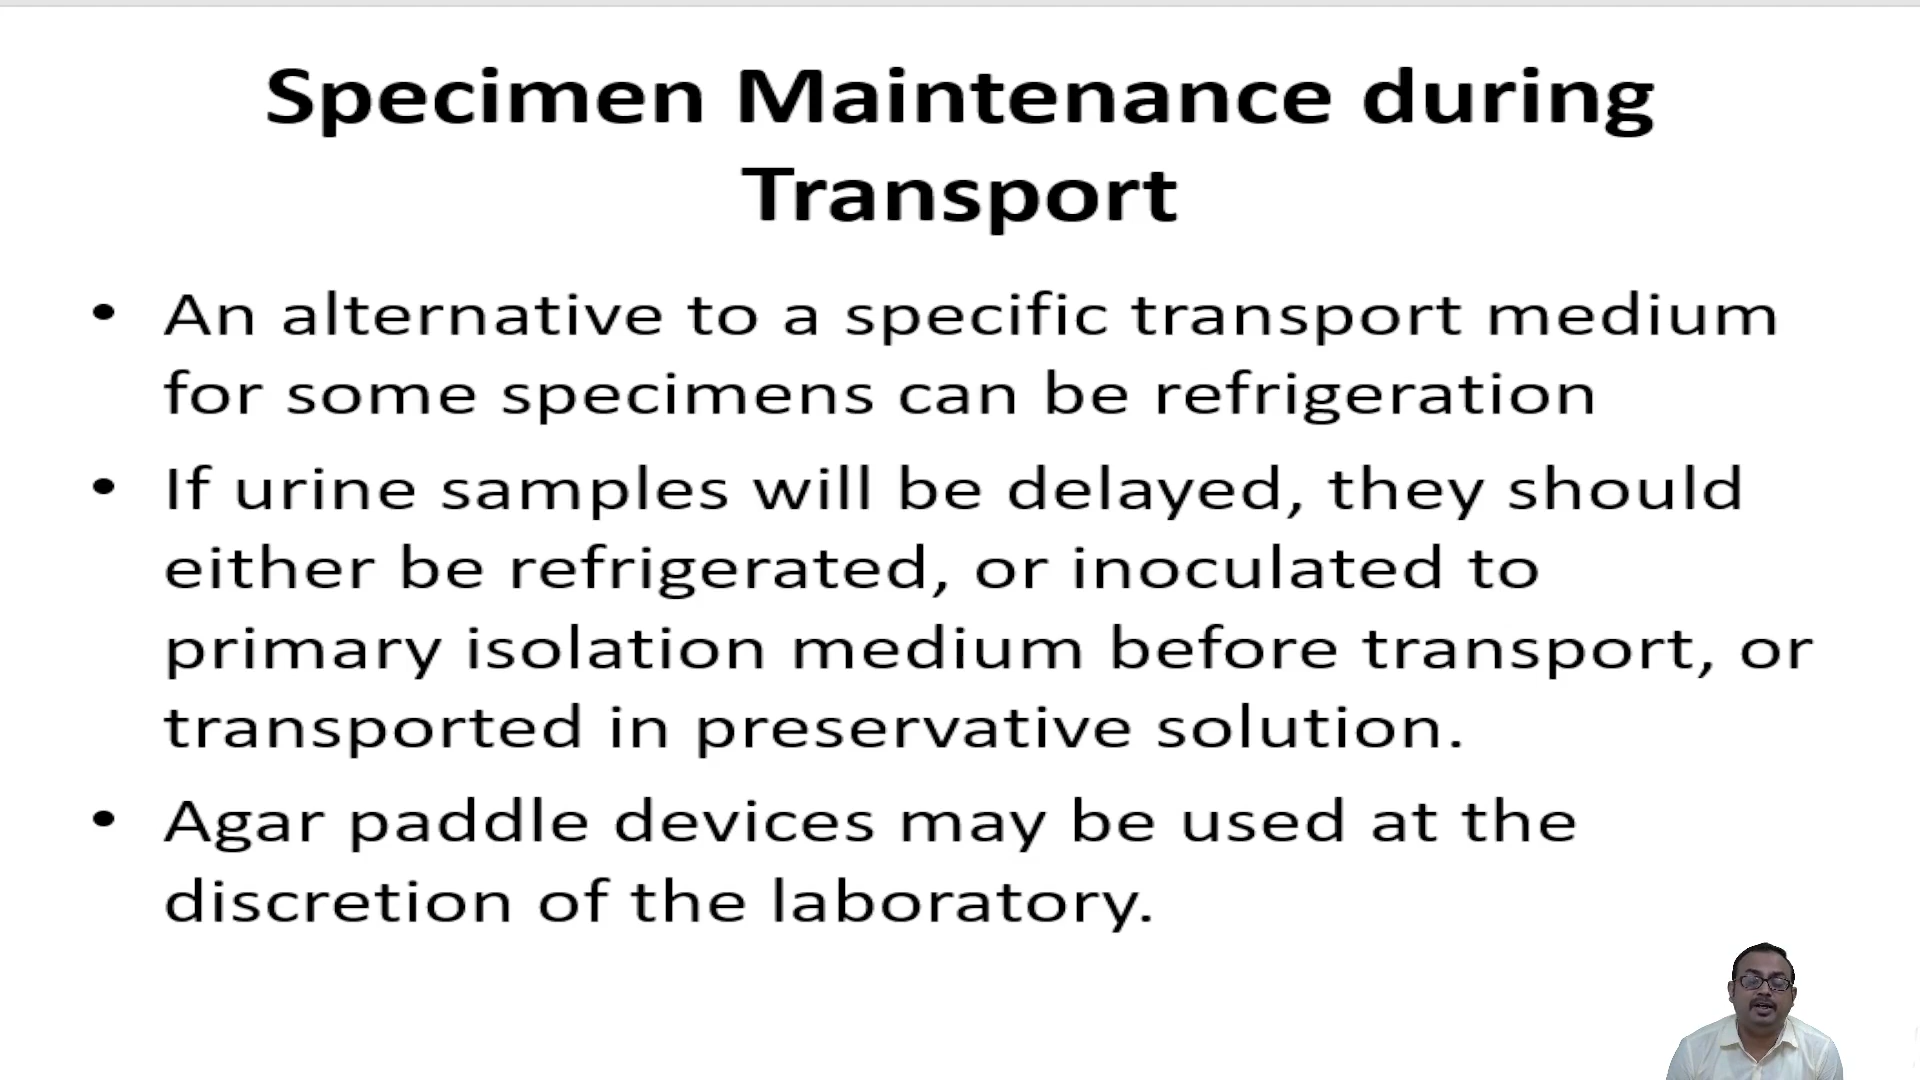 Specimen Maintenance during
Transport
• An alternative to a specific transport medium
for some specimens can be refrigeration
• If urine samples will be delayed, they should
either be refrigerated, or inoculated to
primary isolation medium before transport, or
transported in preservative solution.
• Agar paddle devices may be used at the
discretion of the laboratory.